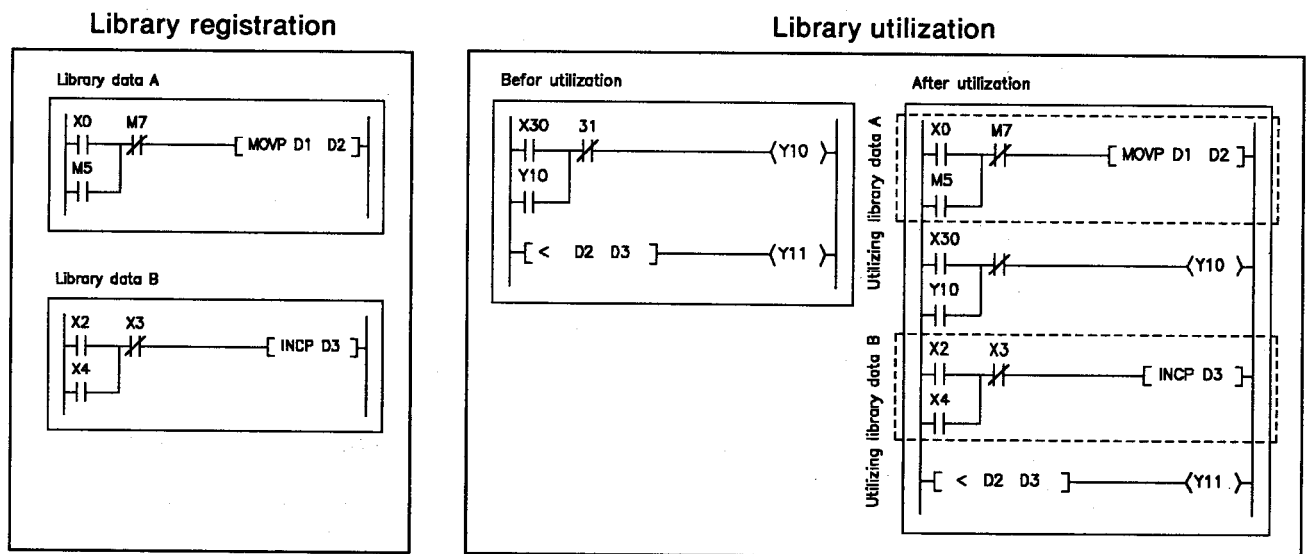 Library registration
Library data A
X0 M7
[ MOVP D1 D2 ]
M5
Library data B
X2 X3
[ INCP D3 ]
X4
Library utilization
Befor utilization
X30 31
(Y10)
Y10
[ < D2 D3 ] (Y11)
After utilization
Utilizing library data A
X0 M7
[ MOVP D1 D2 ]
M5
X30
(Y10)
Y10
Utilizing library data B
X2 X3
[ INCP D3 ]
X4
[ < D2 D3 ] (Y11)